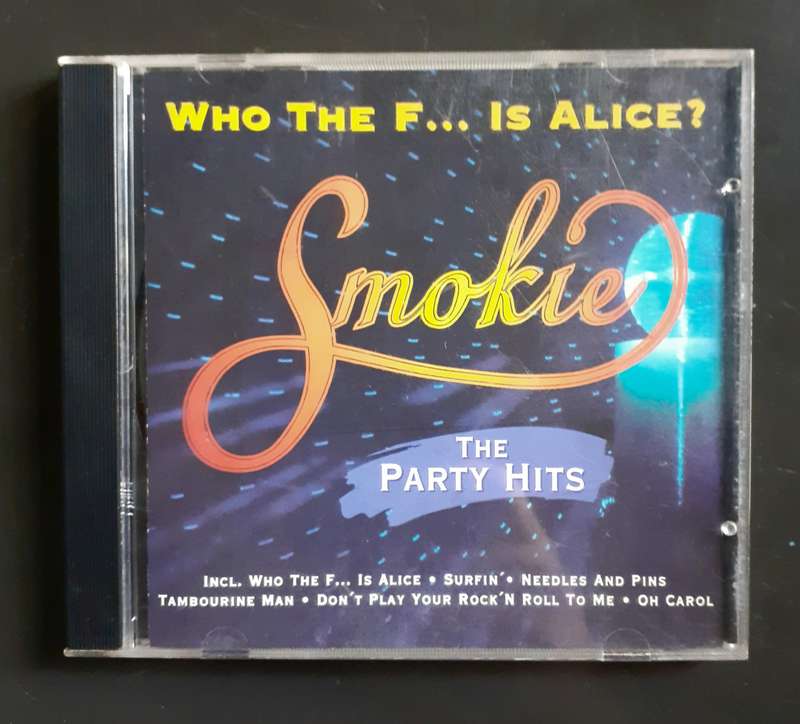 WHO THE F... IS ALICE?
Smokie
THE
PARTY HITS
INCL. WHO THE F... IS ALICE • SURFIN´ • NEEDLES AND PINS
TAMBOURINE MAN • DON´T PLAY YOUR ROCK´N ROLL TO ME • OH CAROL